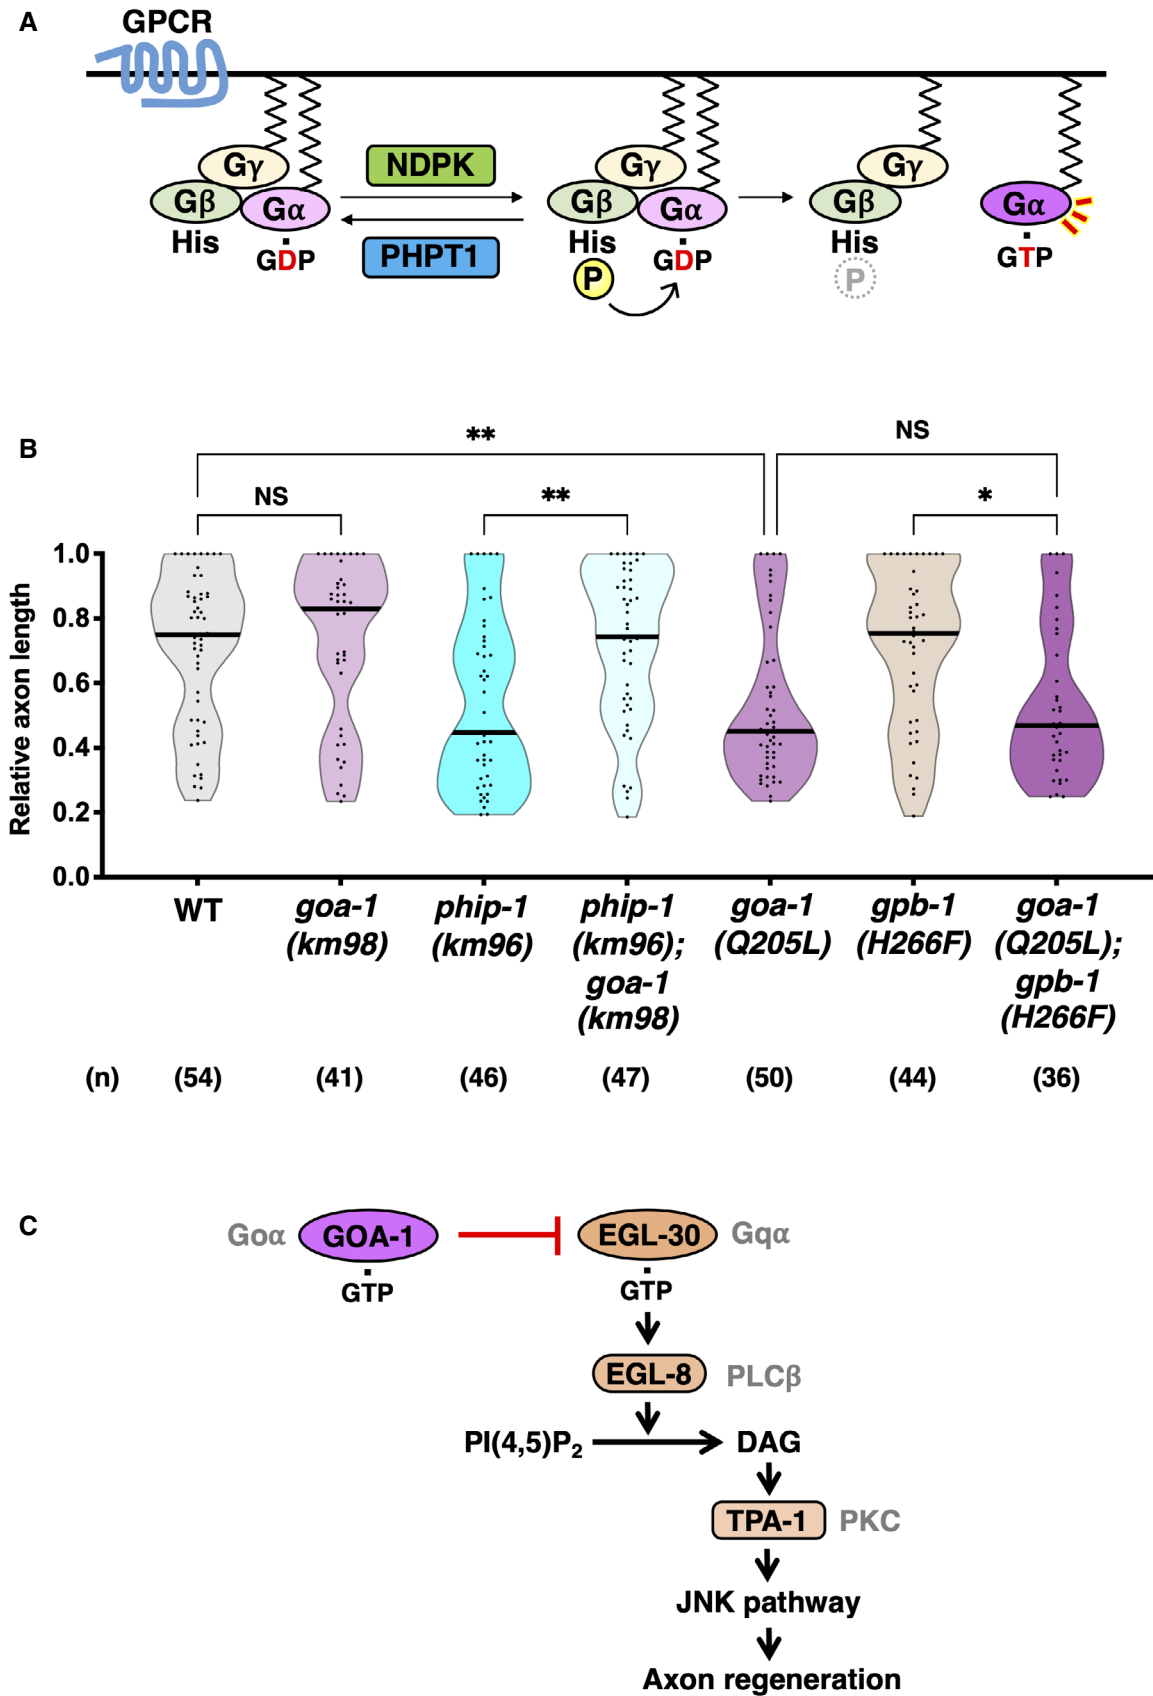 A
GPCR
Gγ
NDPK
Gγ
Gγ
Gβ
Gα
Gβ
Gα
Gβ
Gα
His
GDP
PHPT1
His
GDP
His
GTP
P
P
B
**
NS
NS
**
*
Relative axon length
1.0
0.8
0.6
0.4
0.2
0.0
WT
goa-1
(km98)
phip-1
(km96)
phip-1
(km96);
goa-1
(km98)
goa-1
(Q205L)
gpb-1
(H266F)
goa-1
(Q205L);
gpb-1
(H266F)
(n) (54) (41) (46) (47) (50) (44) (36)
C
Goα GOA-1 EGL-30 Gqα
GTP GTP
EGL-8 PLCβ
PI(4,5)P₂ DAG
TPA-1 PKC
JNK pathway
Axon regeneration